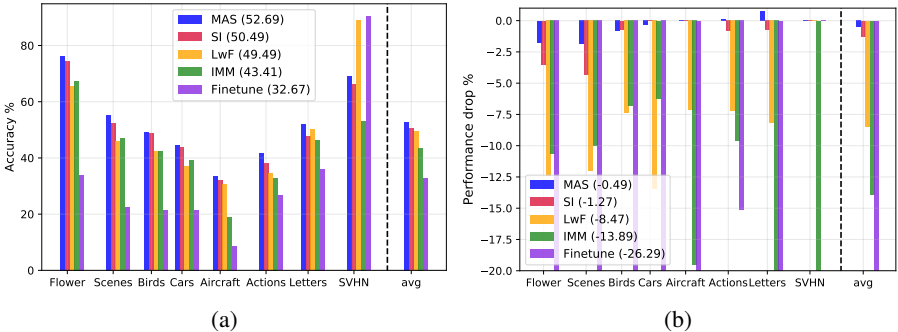 Accuracy %
80
60
40
20
0
MAS (52.69)
SI (50.49)
LwF (49.49)
IMM (43.41)
Finetune (32.67)
Flower Scenes Birds Cars Aircraft Actions Letters SVHN avg
(a)
Performance drop %
0.0
−2.5
−5.0
−7.5
−10.0
−12.5
−15.0
−17.5
−20.0
MAS (-0.49)
SI (-1.27)
LwF (-8.47)
IMM (-13.89)
Finetune (-26.29)
Flower Scenes Birds Cars Aircraft Actions Letters SVHN avg
(b)